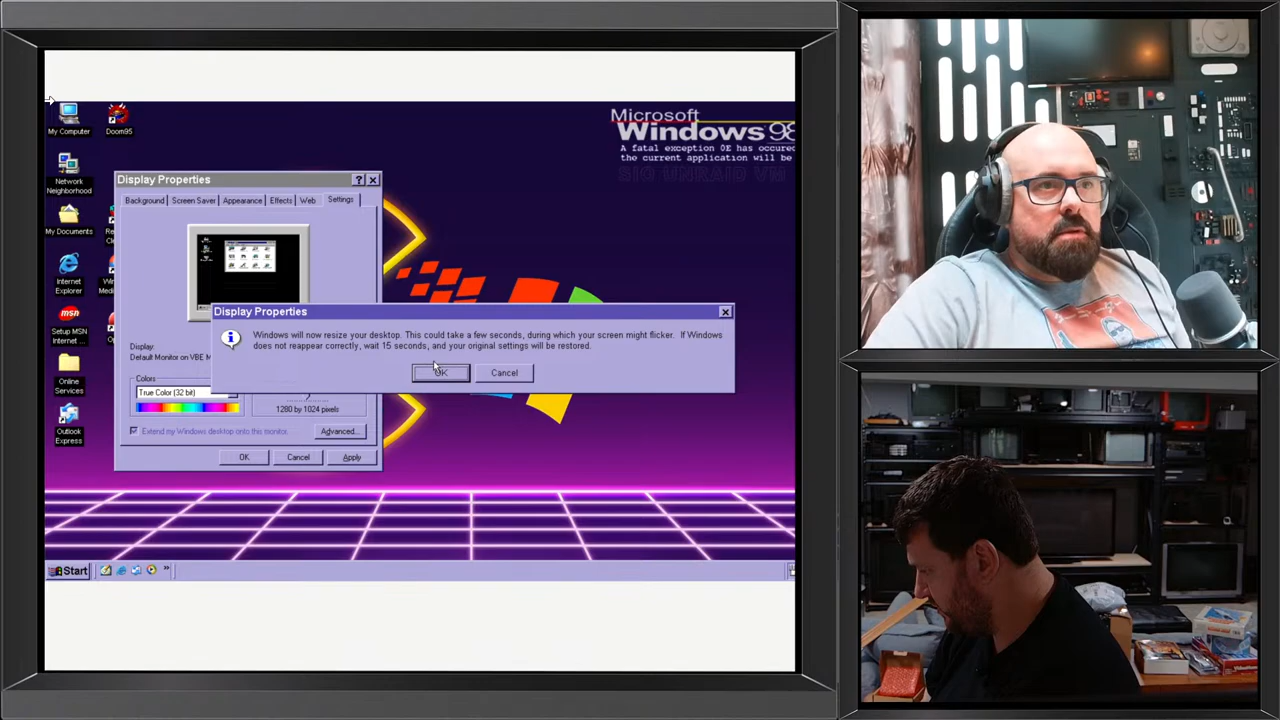 My Computer
Doom95
Network
Neighborhood
My Documents
Internet
Explorer
Setup MSN
Internet ...
Online
Services
Outlook
Express
Microsoft
Windows 98
A fatal exception 0E has occured
the current application will be
SIO UNRAID VM
Display Properties
Background
Screen Saver
Appearance
Effects
Web
Settings
Display Properties
Windows will now resize your desktop. This could take a few seconds, during which your screen might flicker. If Windows
does not reappear correctly, wait 15 seconds, and your original settings will be restored.
OK
Cancel
Display:
Default Monitor on VBE M
Colors
True Color (32 bit)
1280 by 1024 pixels
Extend my Windows desktop onto this monitor.
Advanced...
OK
Cancel
Apply
Start
msn